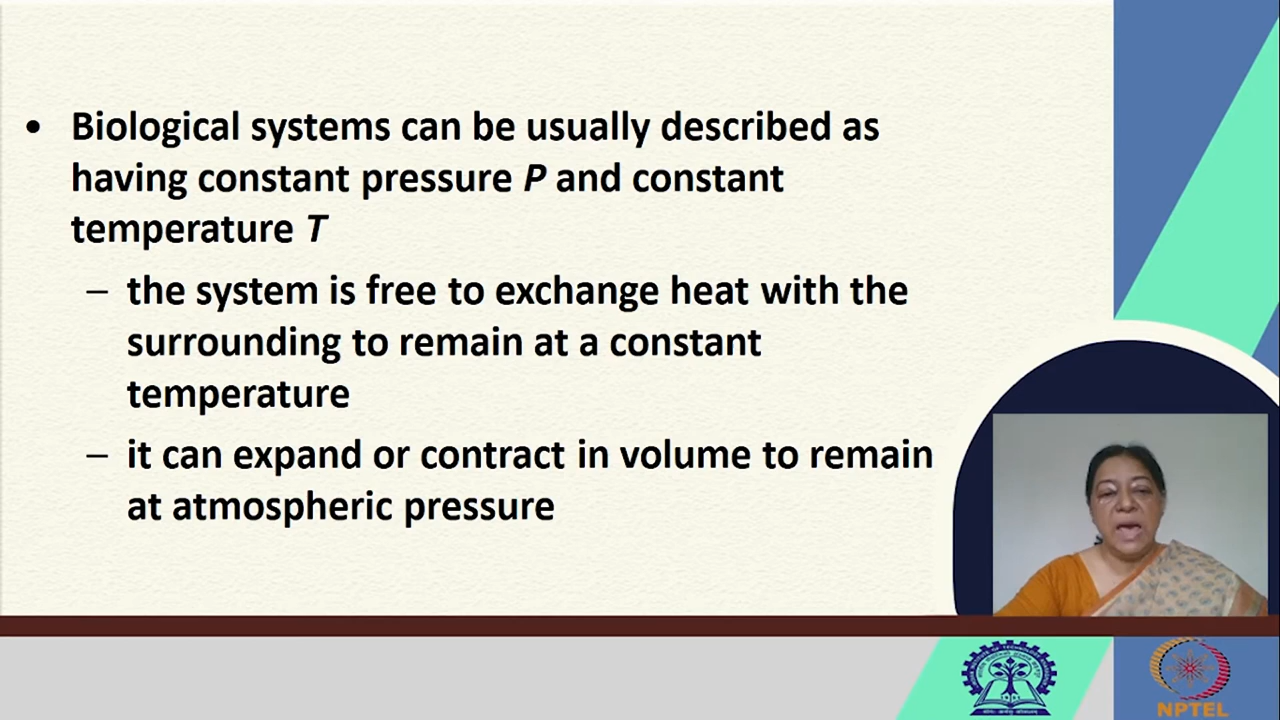 • Biological systems can be usually described as
having constant pressure P and constant
temperature T
– the system is free to exchange heat with the
surrounding to remain at a constant
temperature
– it can expand or contract in volume to remain
at atmospheric pressure
NPTEL